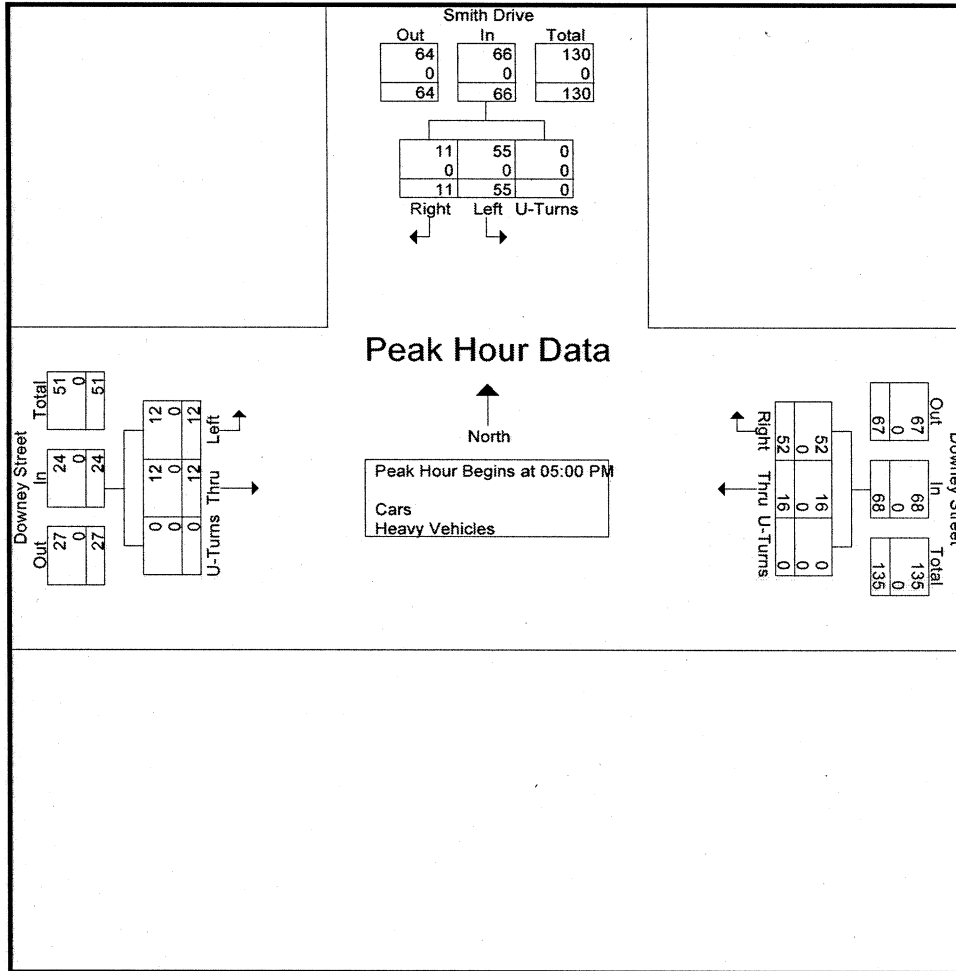 Smith Drive
Out In Total
64 66 130
0 0 0
64 66 130
11 55 0
0 0 0
11 55 0
Right Left U-Turns
Peak Hour Data
North
Peak Hour Begins at 05:00 PM
Cars
Heavy Vehicles
Downey Street
Out In Total
27 24 51
0 0 0
27 24 51
U-Turns Thru Left
0 12 12
0 0 0
0 12 12
Downey Street
Out In Total
67 68 135
0 0 0
67 68 135
52 16 0
0 0 0
52 16 0
Right Thru U-Turns